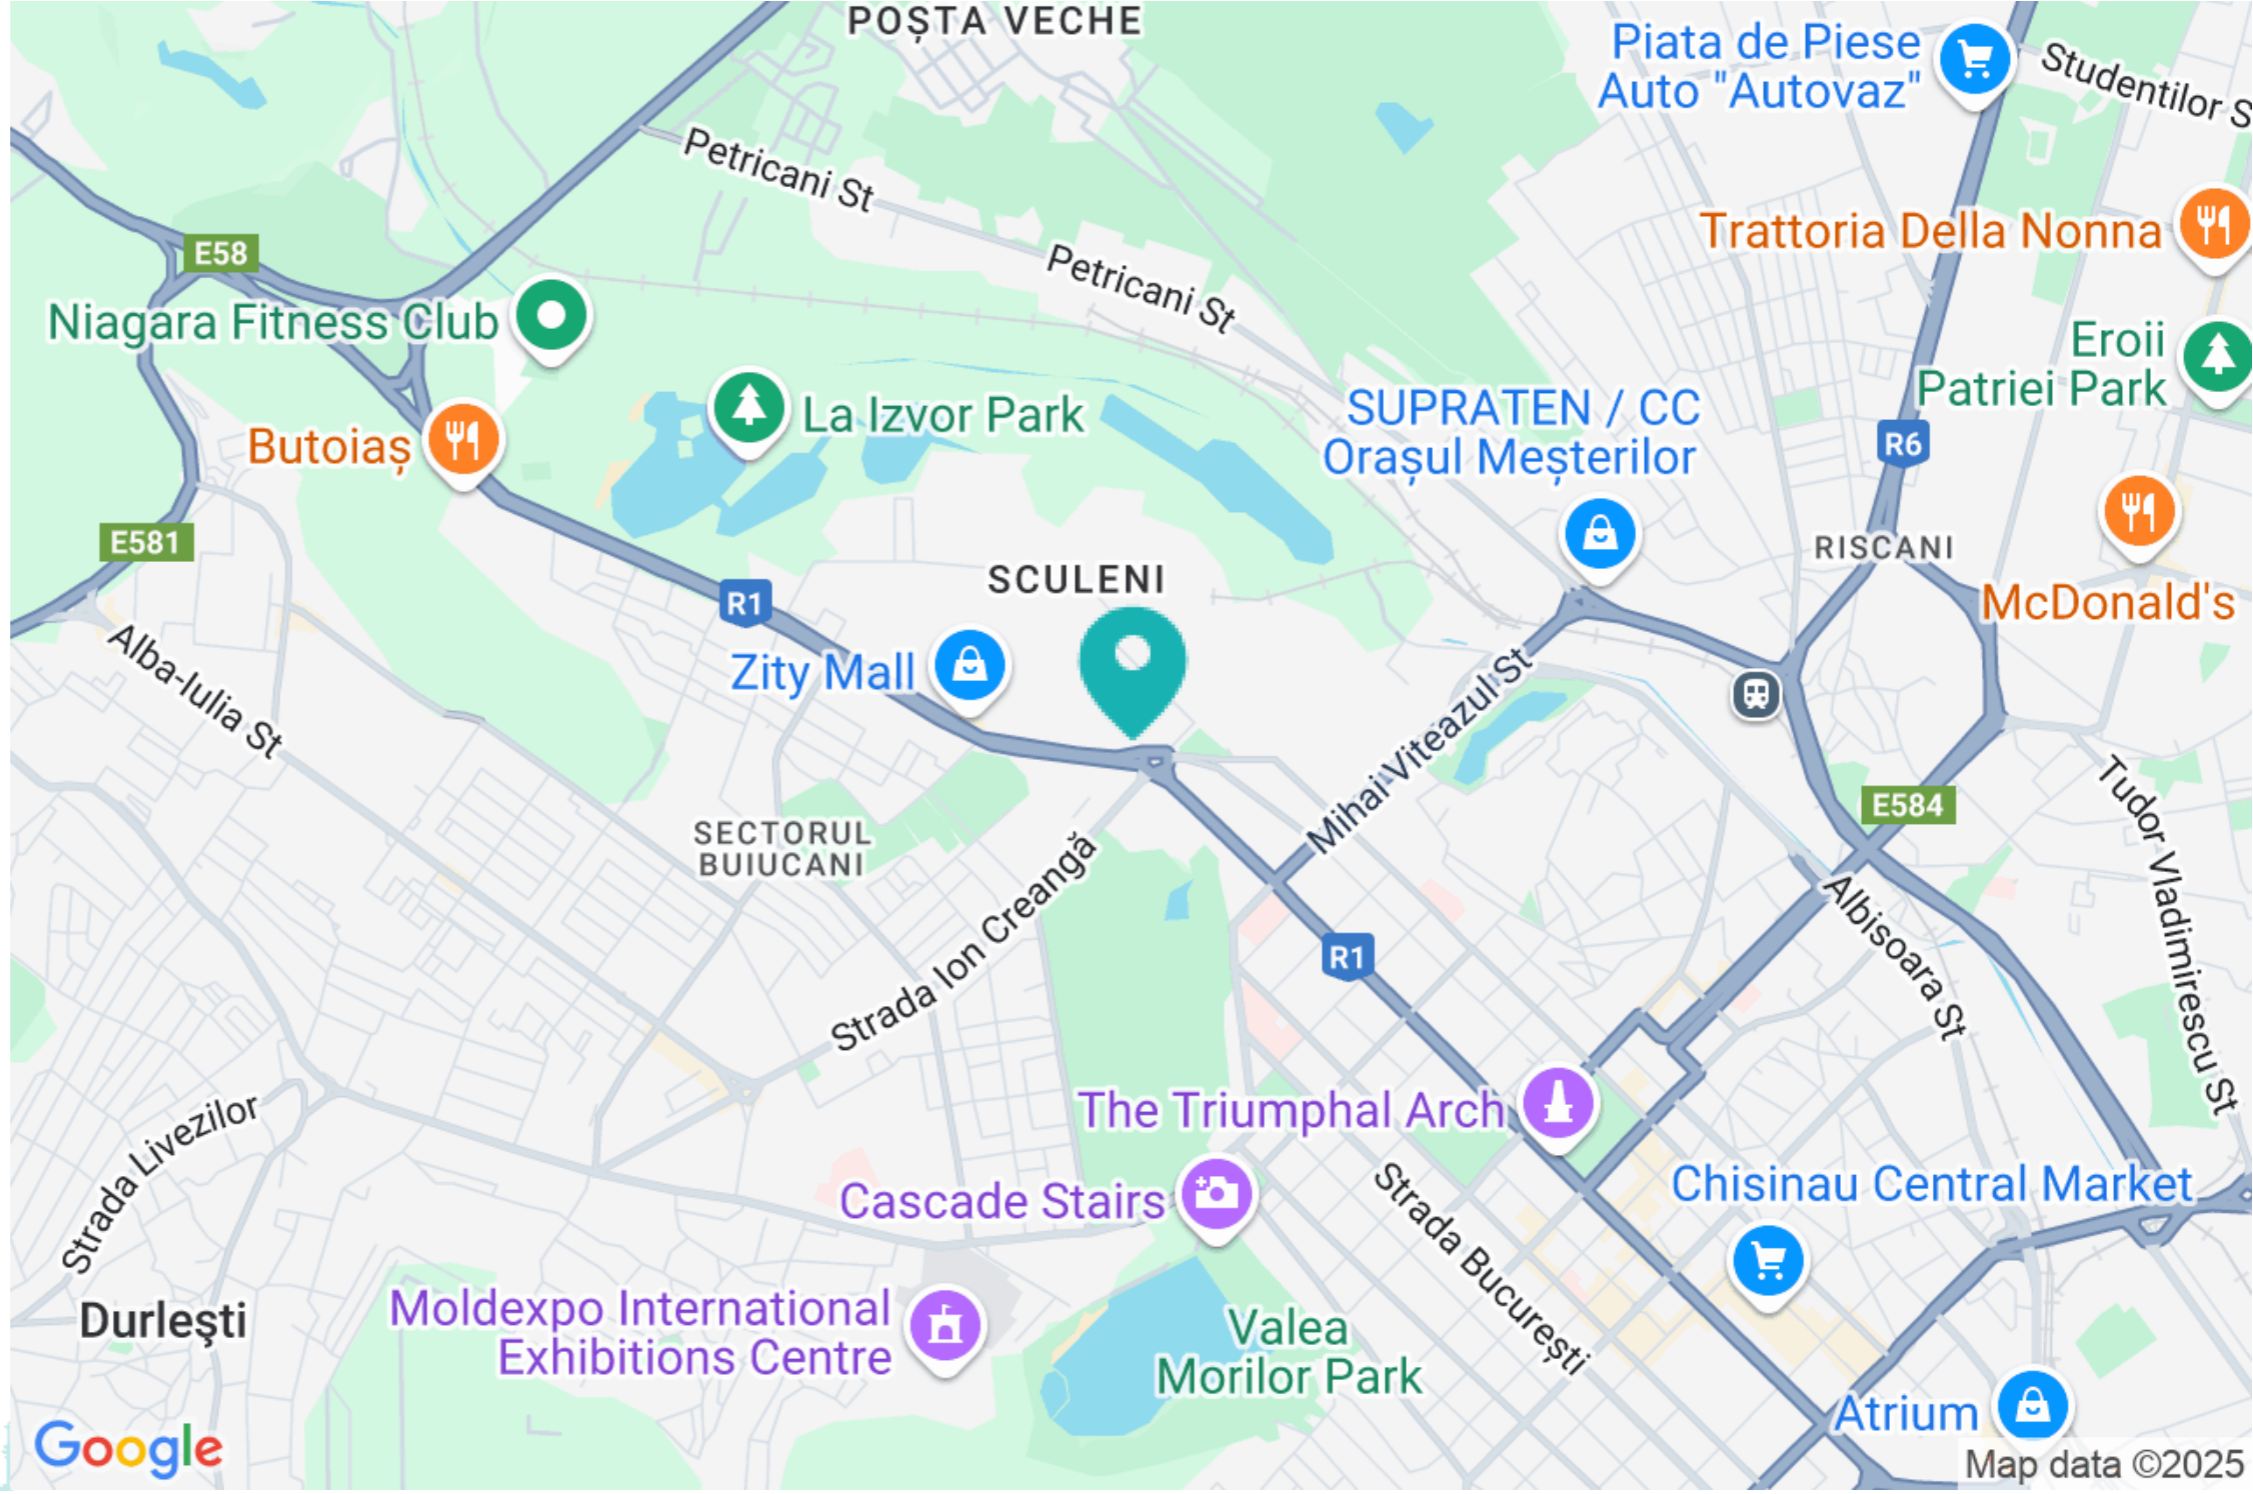 POȘTA VECHE
Piata de Piese
Auto "Autovaz"
Studentilor S
Petricani St
Trattoria Della Nonna
E58
Petricani St
Niagara Fitness Club
Eroii
Patriei Park
La Izvor Park
SUPRATEN / CC
Orașul Meșterilor
Butoiaș
R6
E581
RISCANI
SCULENI
R1
McDonald's
Zity Mall
Alba-Iulia St
Mihai Viteazul St
E584
Tudor Vladimirescu St
SECTORUL
BUIUCANI
Strada Ion Creangă
Albisoara St
R1
The Triumphal Arch
Strada Livezilor
Chisinau Central Market
Cascade Stairs
Strada București
Durleşti
Moldexpo International
Exhibitions Centre
Valea
Morilor Park
Atrium
Google
Map data ©2025